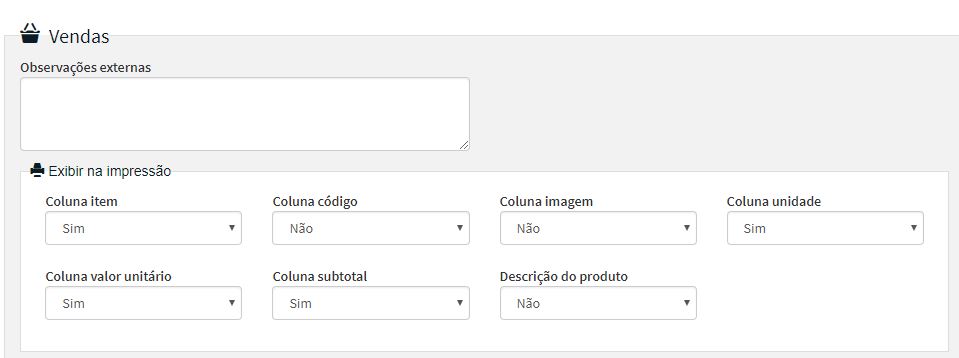 Vendas
Observações externas
Exibir na impressão
Coluna item Coluna código Coluna imagem Coluna unidade
Sim Não Não Sim
Coluna valor unitário Coluna subtotal Descrição do produto
Sim Sim Não